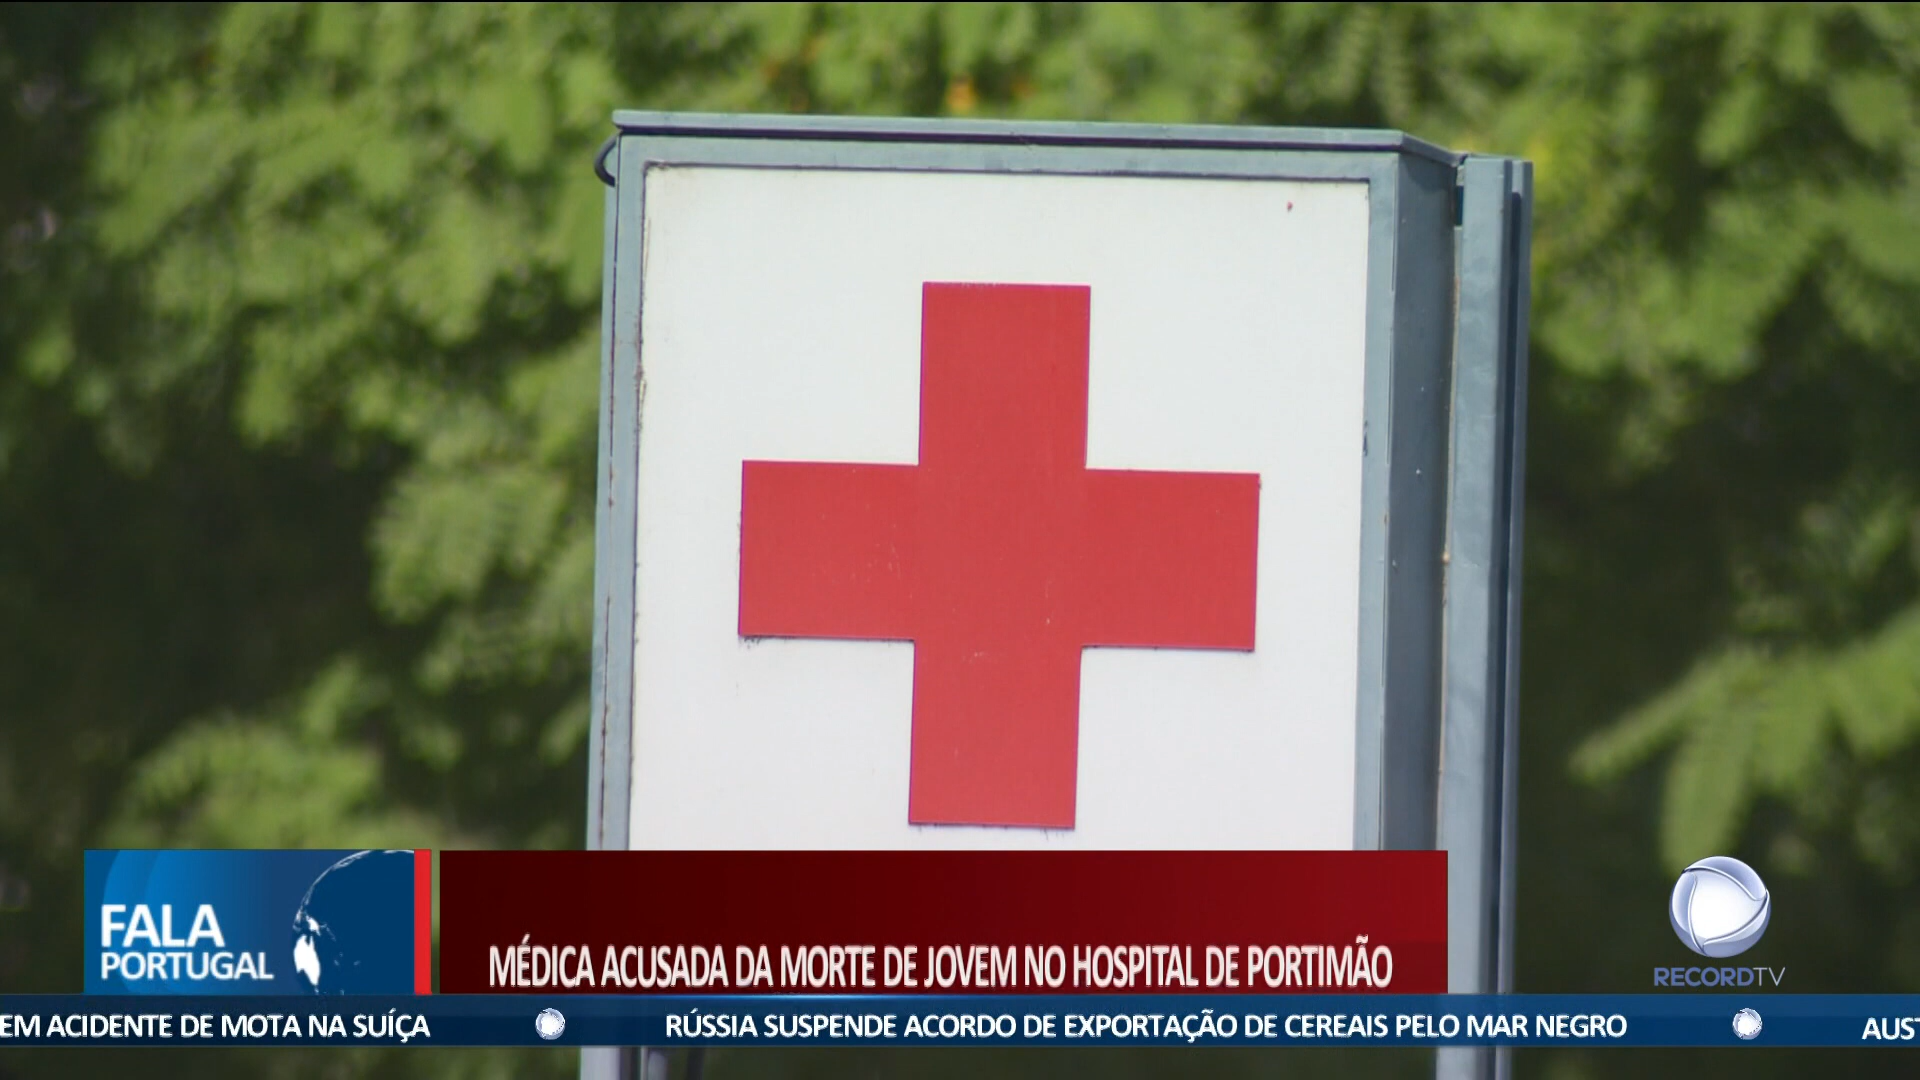 FALA
PORTUGAL
MÉDICA ACUSADA DA MORTE DE JOVEM NO HOSPITAL DE PORTIMÃO
RECORDTV
EM ACIDENTE DE MOTA NA SUÍÇA
RÚSSIA SUSPENDE ACORDO DE EXPORTAÇÃO DE CEREAIS PELO MAR NEGRO
AUST